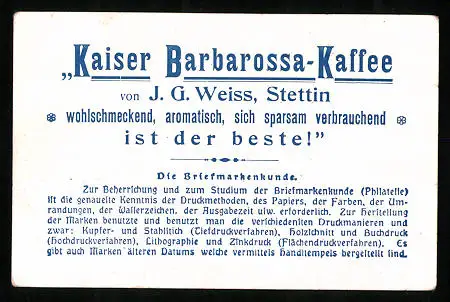 „Kaiser Barbarossa-Kaffee
von J. G. Weiss, Stettin
wohlschmeckend, aromatisch, sich sparsam verbrauchend
ist der beste!"
Die Briefmarkenkunde.
Zur Beherrschung und zum Studium der Briefmarkenkunde (Philatelie)
ist die genaueste Kenntnis der Druckmethoden, des Papiers, der Farben, der Um-
randungen, der Wasserzeichen, der Ausgabezeit usw. erforderlich. Zur Herstellung
der Marken benutzte und benutzt man die verschiedensten Druckmanieren und
zwar: Kupfer- und Stahlstich (Tiefdruckverfahren), Holzschnitt und Buchdruck
(Hochdruckverfahren), Lithographie und Zinkdruck (Flächendruckverfahren). Es
gibt auch Marken älteren Datums welche vermittels Handstempels hergestellt sind.